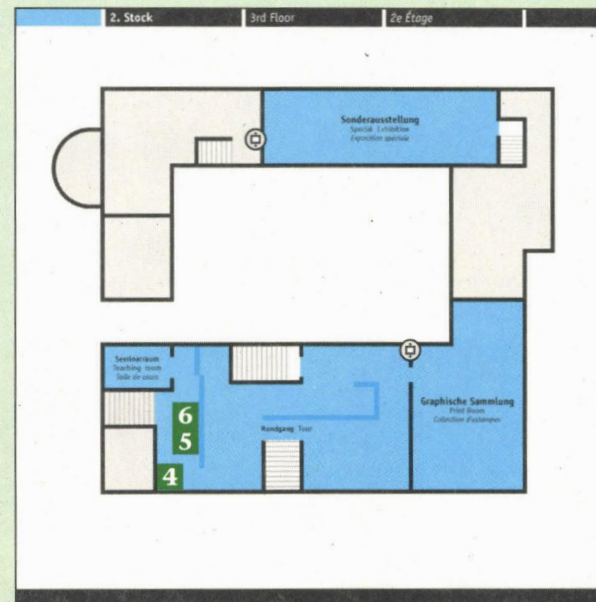 2. Stock 3rd Floor 2e Étage
Sonderausstellung
Special Exhibition
Exposition spéciale
Seminarraum
Teaching room
Salle de cours
6
5
4
Rundgang Tour
Graphische Sammlung
Print Room
Collection d'estampes